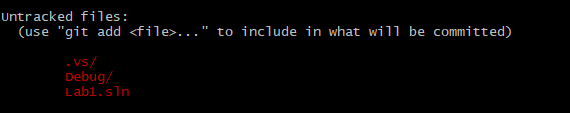 Untracked files:
(use "git add <file>..." to include in what will be committed)
.vs/
Debug/
Lab1.sln